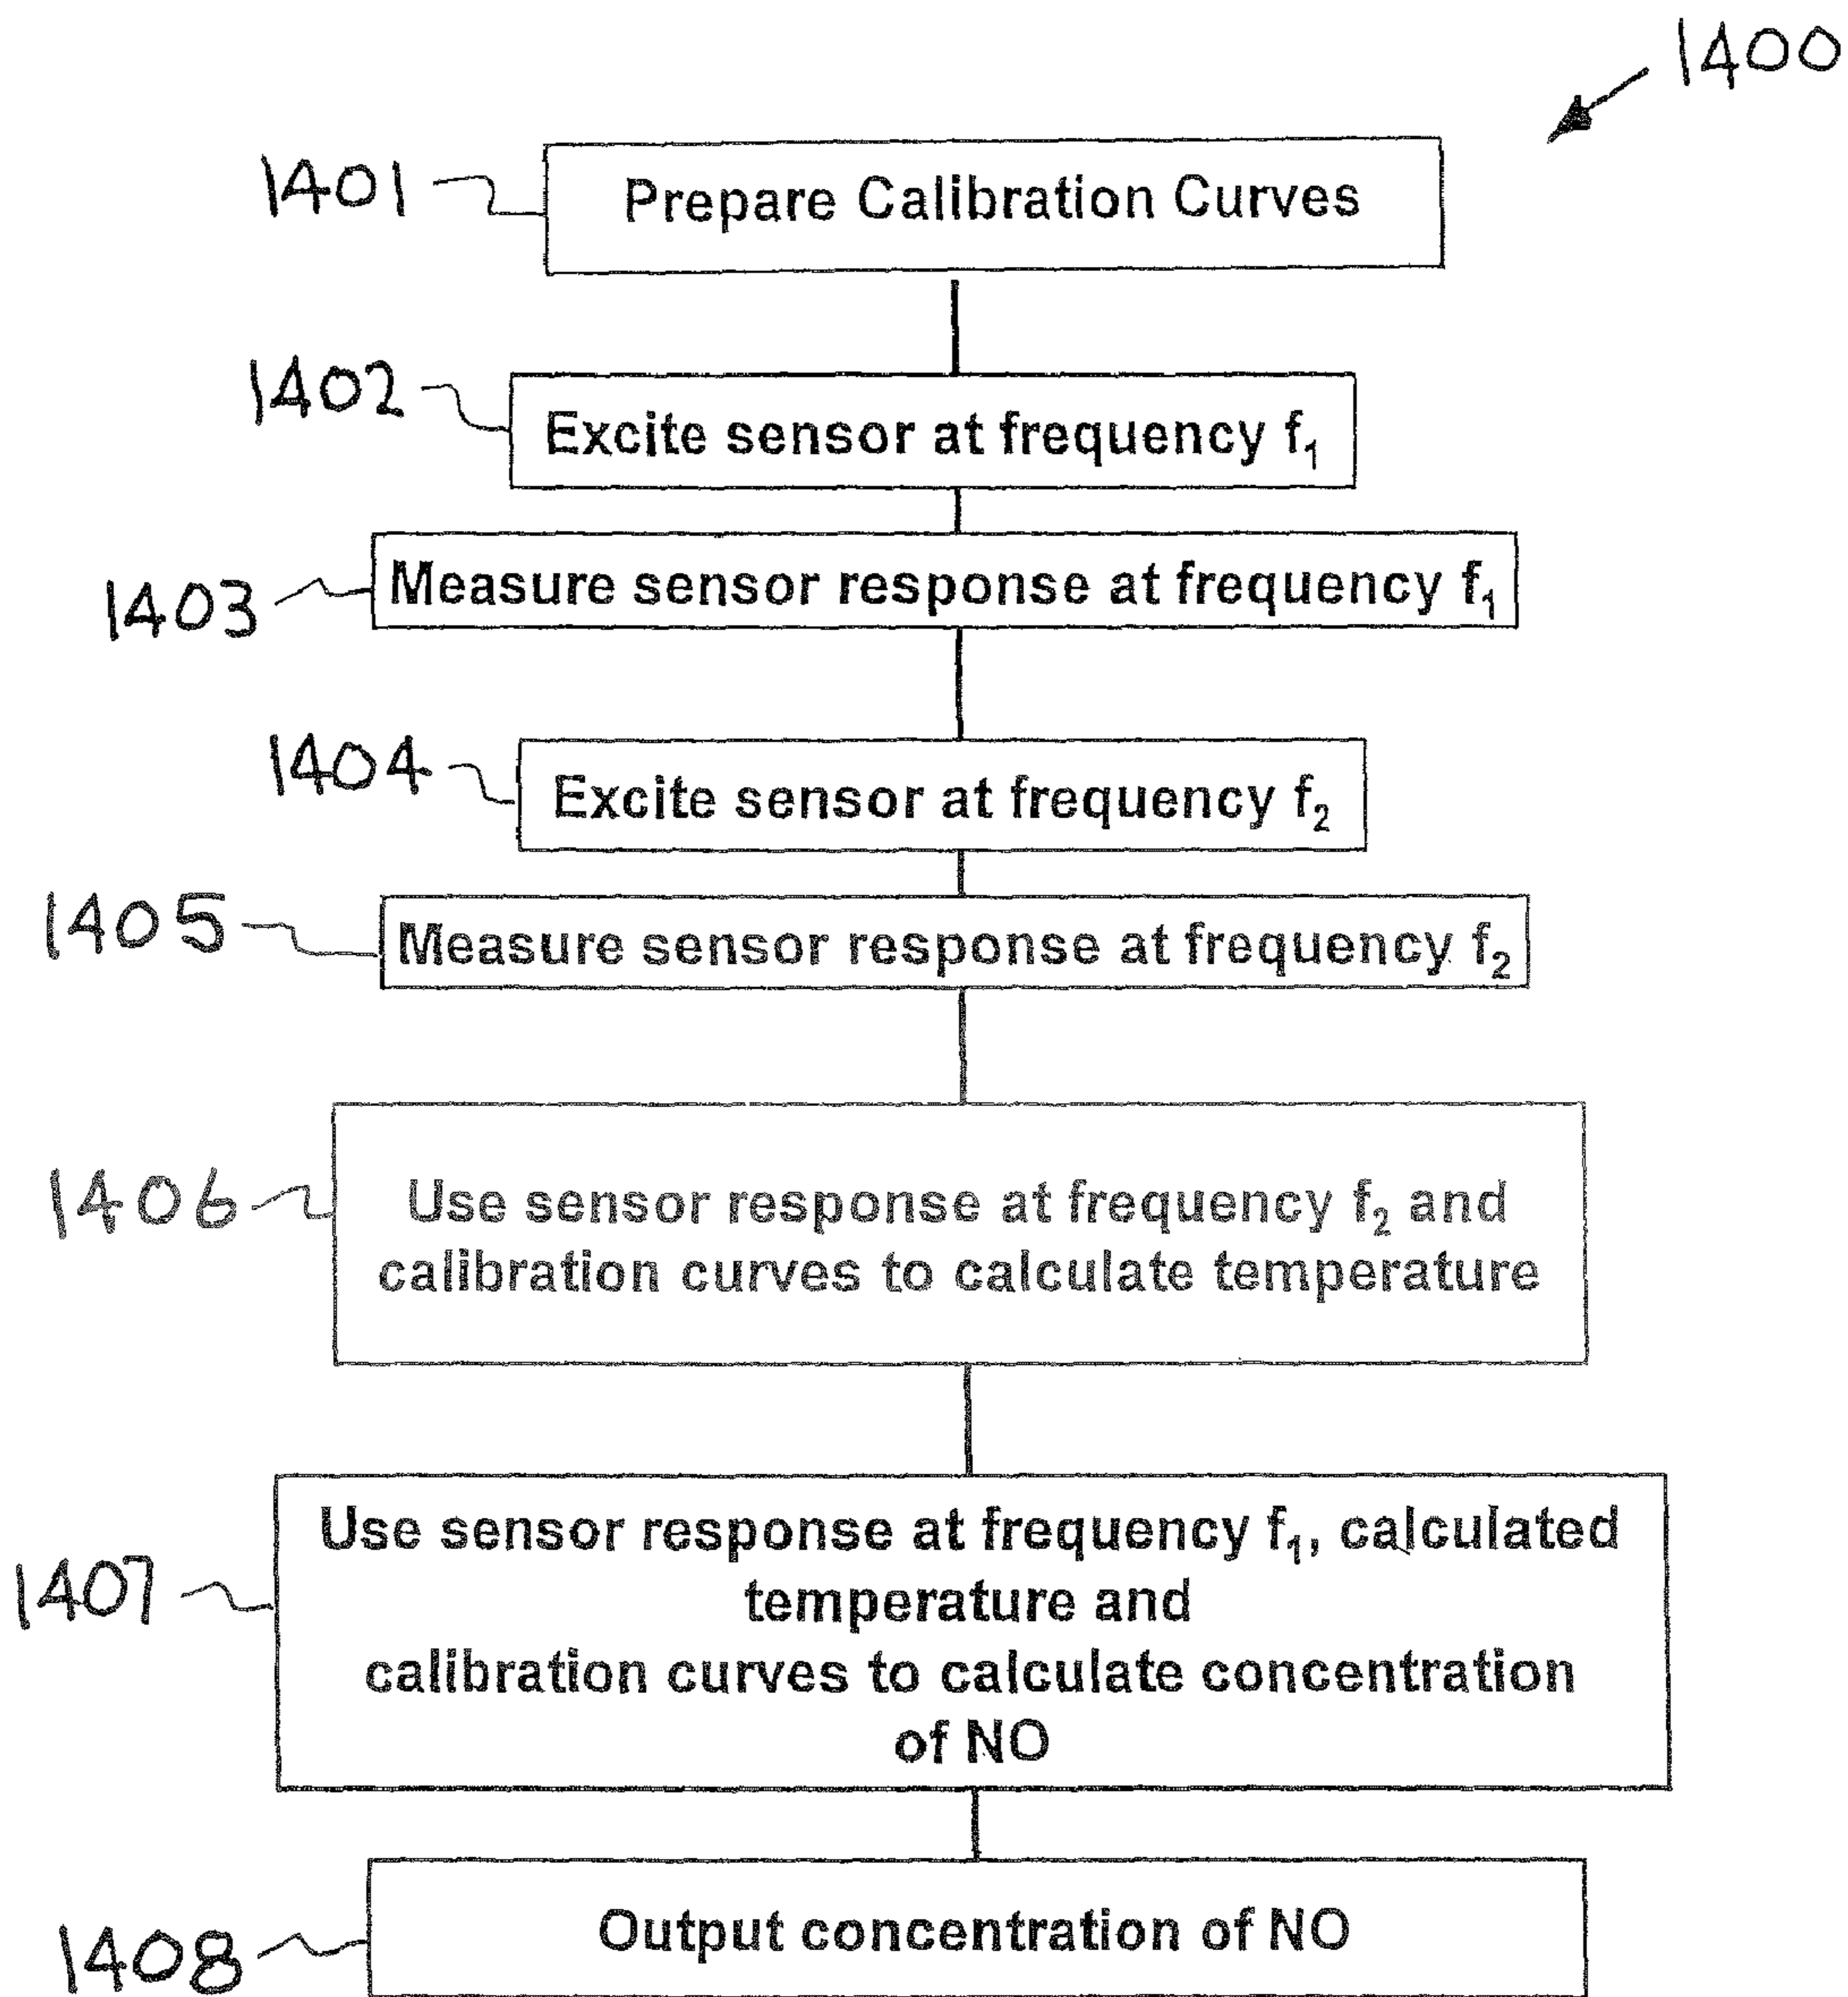 1400
1401
Prepare Calibration Curves
1402
Excite sensor at frequency f₁
1403
Measure sensor response at frequency f₁
1404
Excite sensor at frequency f₂
1405
Measure sensor response at frequency f₂
1406
Use sensor response at frequency f₂ and
calibration curves to calculate temperature
1407
Use sensor response at frequency f₁, calculated
temperature and
calibration curves to calculate concentration
of NO
1408
Output concentration of NO